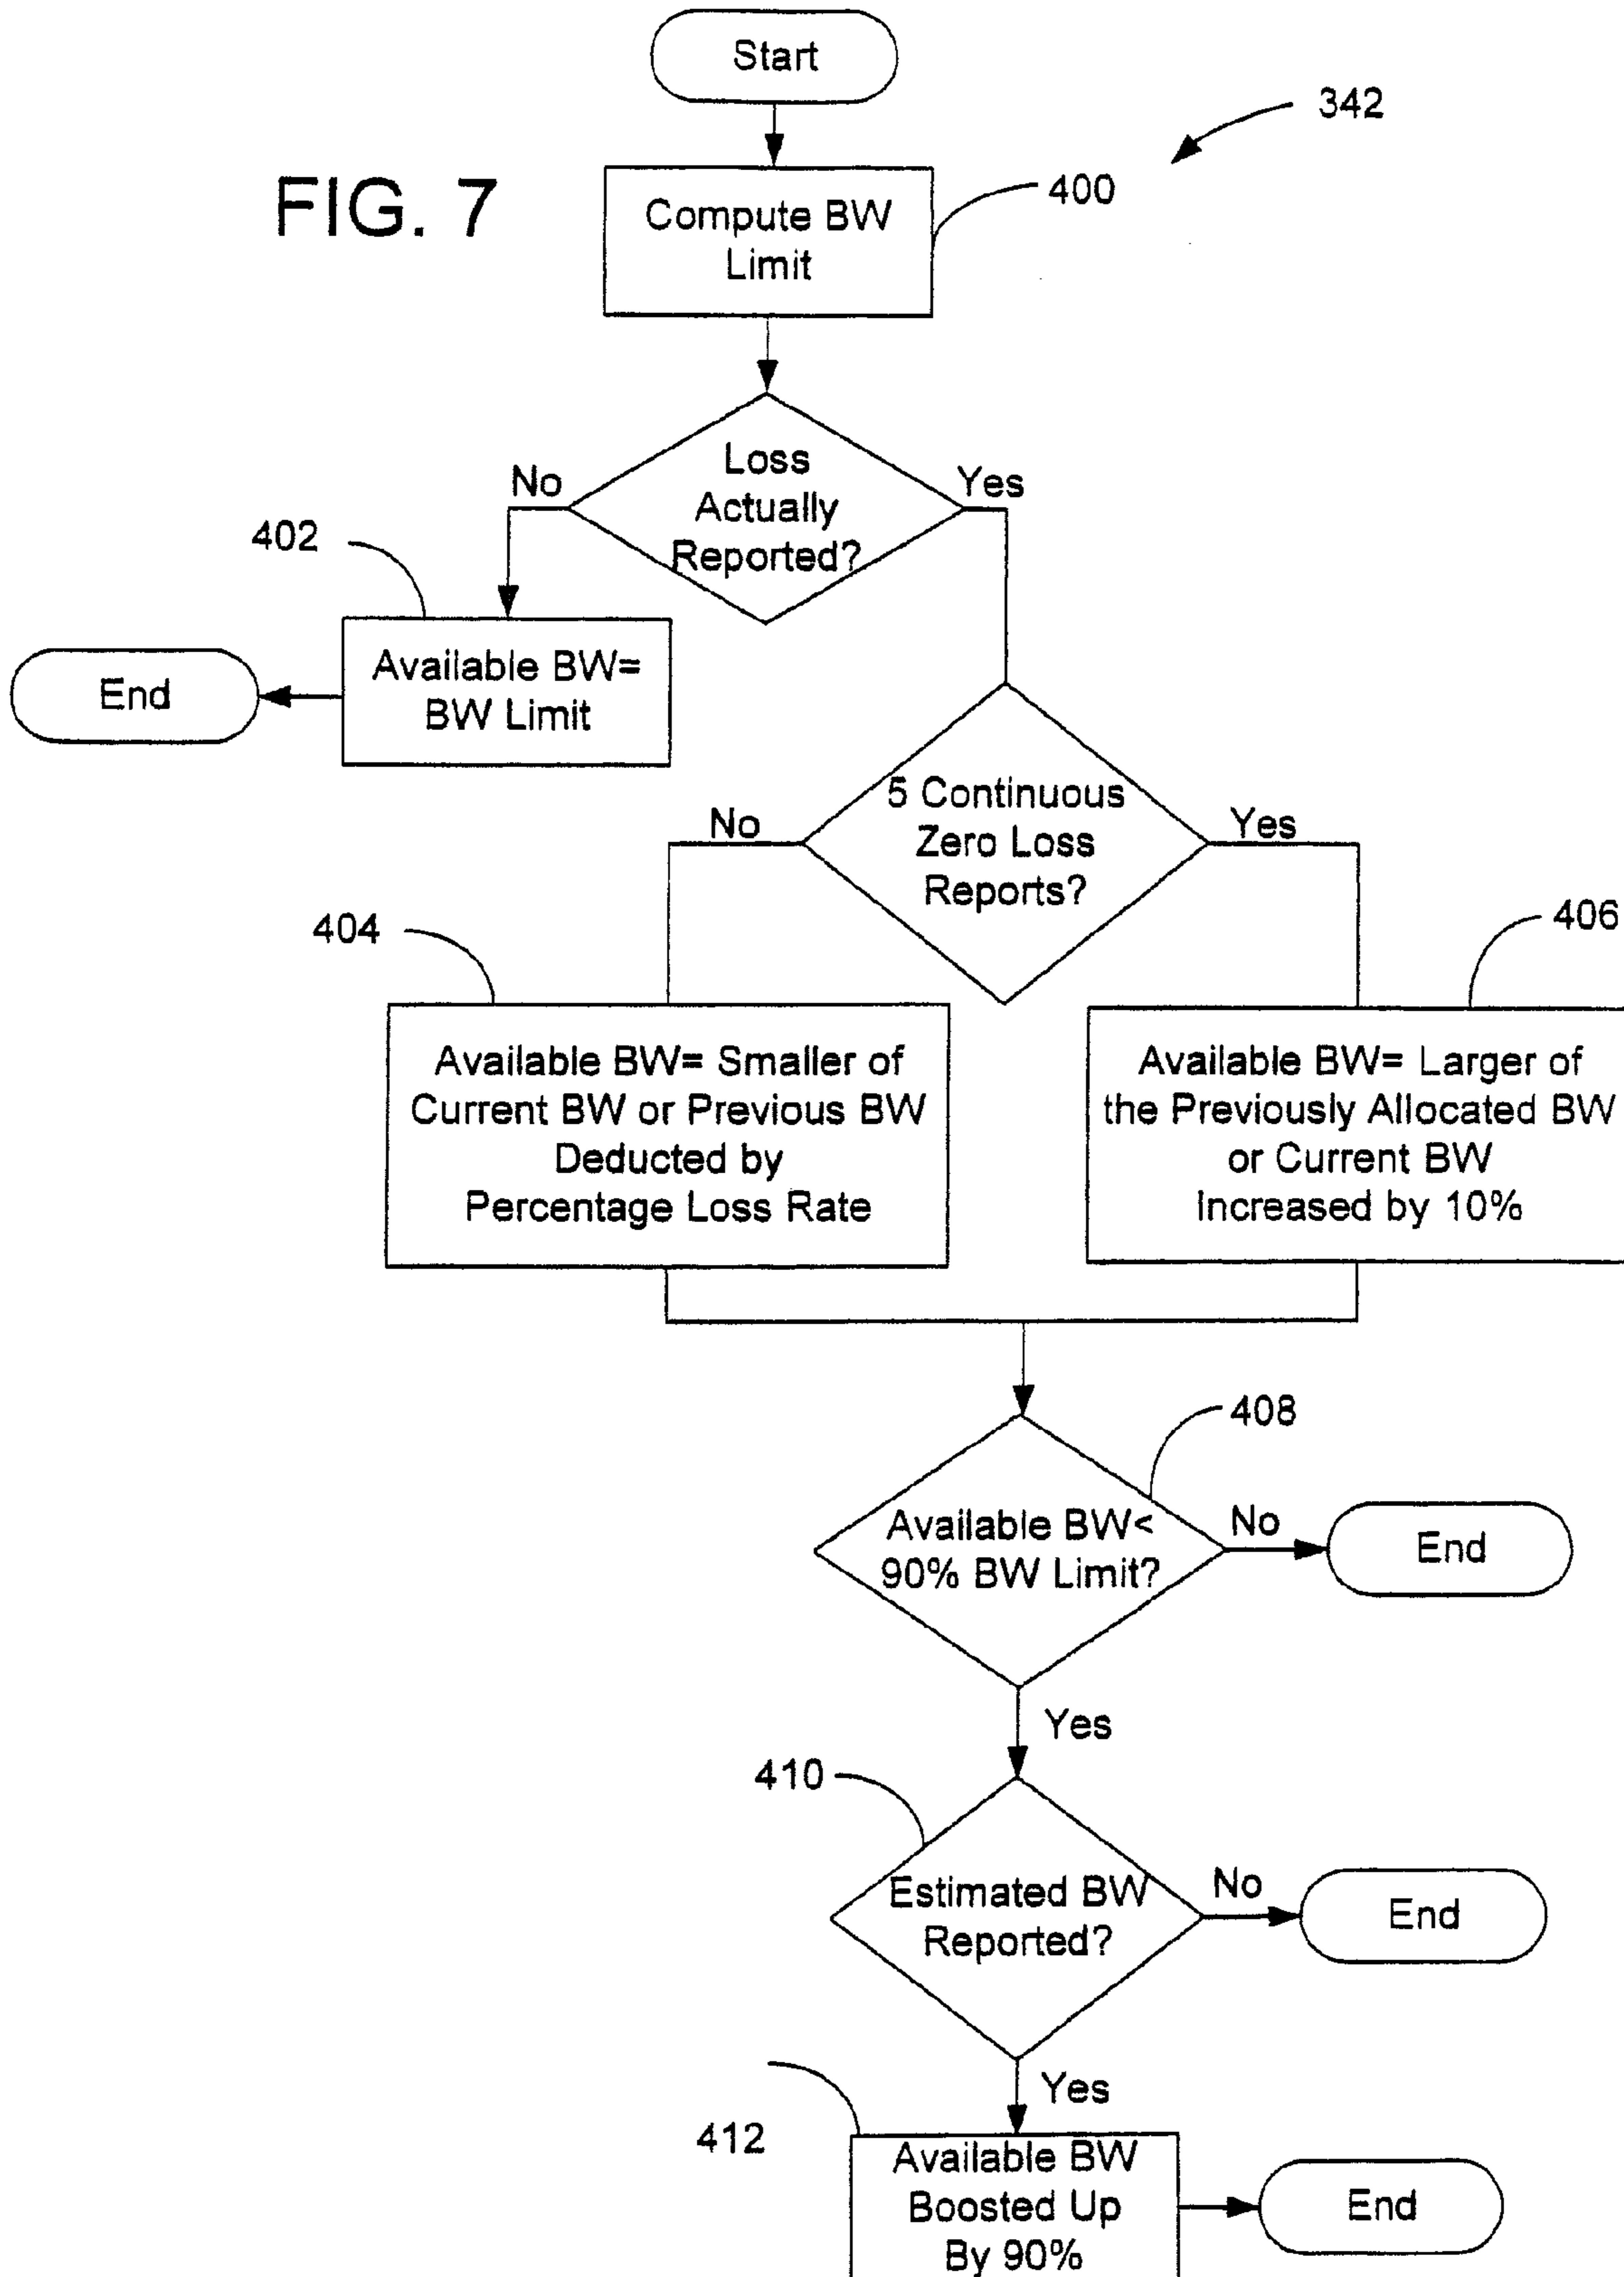 Start
342
FIG. 7
400
Compute BW
Limit
Loss
Actually
Reported?
No
Yes
402
Available BW=
BW Limit
End
5 Continuous
Zero Loss
Reports?
No
Yes
404
406
Available BW= Smaller of
Current BW or Previous BW
Deducted by
Percentage Loss Rate
Available BW= Larger of
the Previously Allocated BW
or Current BW
Increased by 10%
408
Available BW<
90% BW Limit?
No
End
Yes
410
Estimated BW
Reported?
No
End
Yes
412
Available BW
Boosted Up
By 90%
End